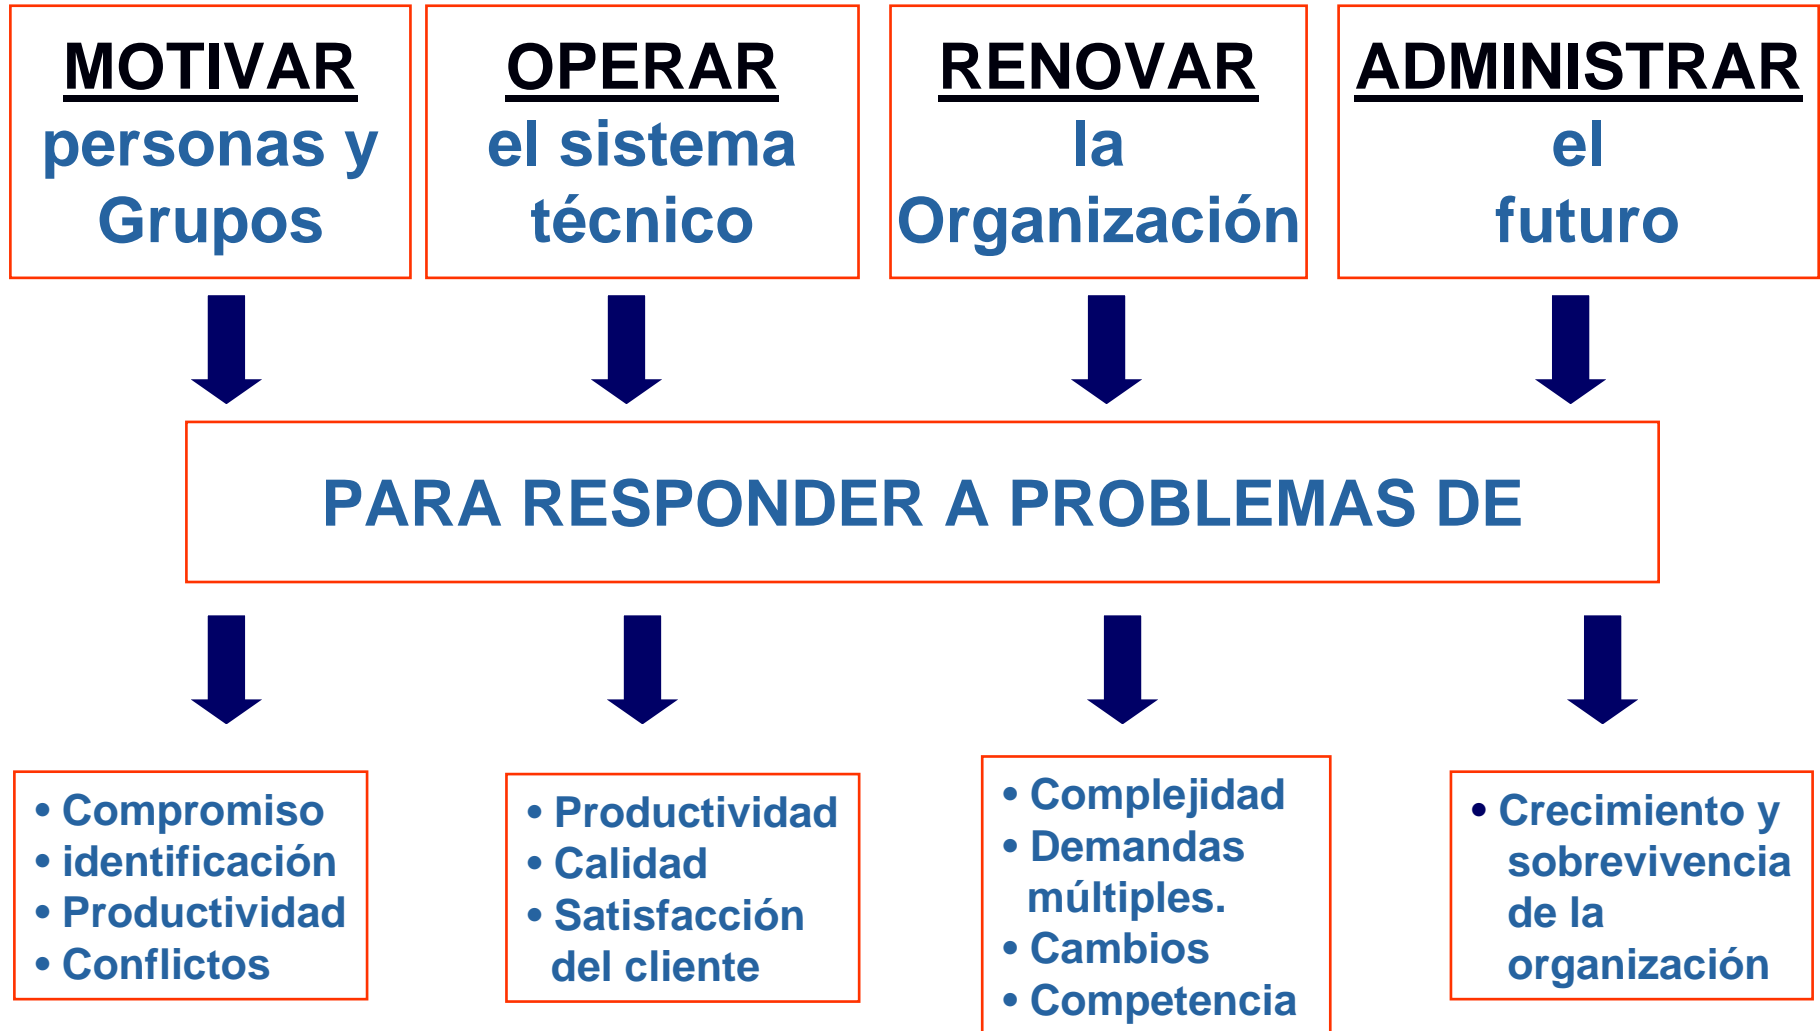 MOTIVAR
personas y
Grupos
OPERAR
el sistema
técnico
RENOVAR
la
Organización
ADMINISTRAR
el
futuro
PARA RESPONDER A PROBLEMAS DE
• Compromiso
• identificación
• Productividad
• Conflictos
• Productividad
• Calidad
• Satisfacción
del cliente
• Complejidad
• Demandas
múltiples.
• Cambios
• Competencia
• Crecimiento y
sobrevivencia
de la
organización